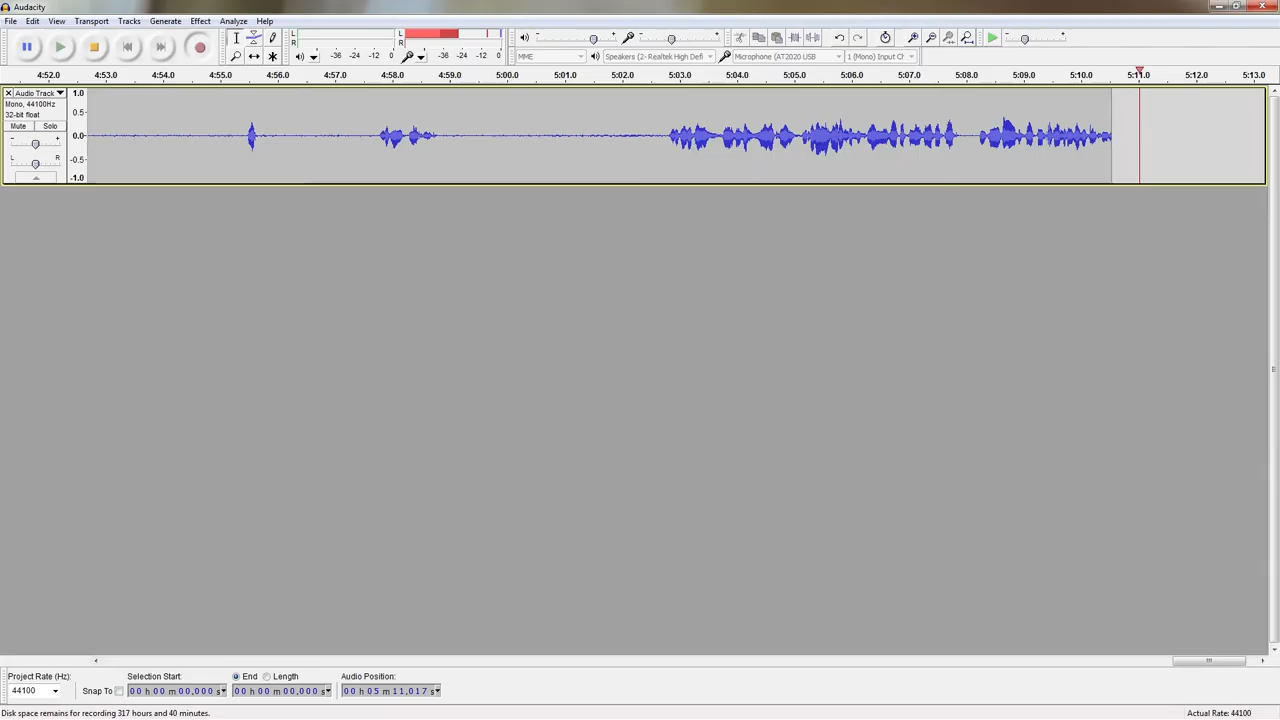 Audacity
File Edit View Transport Tracks Generate Effect Analyze Help
L
R
-36 -24 -12 0
L
R
-36 -24 -12 0
MME
Speakers (2- Realtek High Defi
Microphone (AT2020 USB
1 (Mono) Input Ch
4:52.0 4:53.0 4:54.0 4:55.0 4:56.0 4:57.0 4:58.0 4:59.0 5:00.0 5:01.0 5:02.0 5:03.0 5:04.0 5:05.0 5:06.0 5:07.0 5:08.0 5:09.0 5:10.0 5:11.0 5:12.0 5:13.0
Audio Track
Mono, 44100Hz
32-bit float
Mute Solo
- +
L R
1.0
0.5
0.0
-0.5
-1.0
Project Rate (Hz):
44100
Snap To
Selection Start:
00 h 00 m 00,000 s
End Length
00 h 00 m 00,000 s
Audio Position:
00 h 05 m 11,017 s
Disk space remains for recording 317 hours and 40 minutes.
Actual Rate: 44100